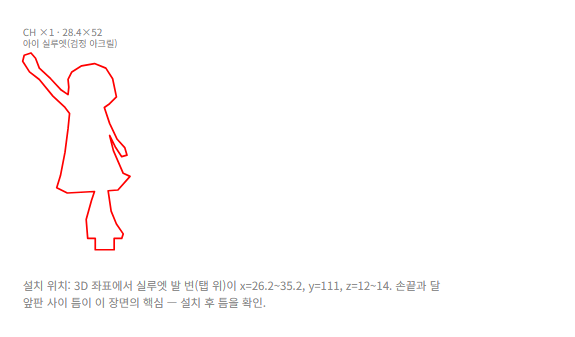 CH ×1 · 28.4×52
아이 실루엣(검정 아크릴)
설치 위치: 3D 좌표에서 실루엣 발 변(탭 위)이 x=26.2~35.2, y=111, z=12~14. 손끝과 달
앞판 사이 틈이 이 장면의 핵심 — 설치 후 틈을 확인.